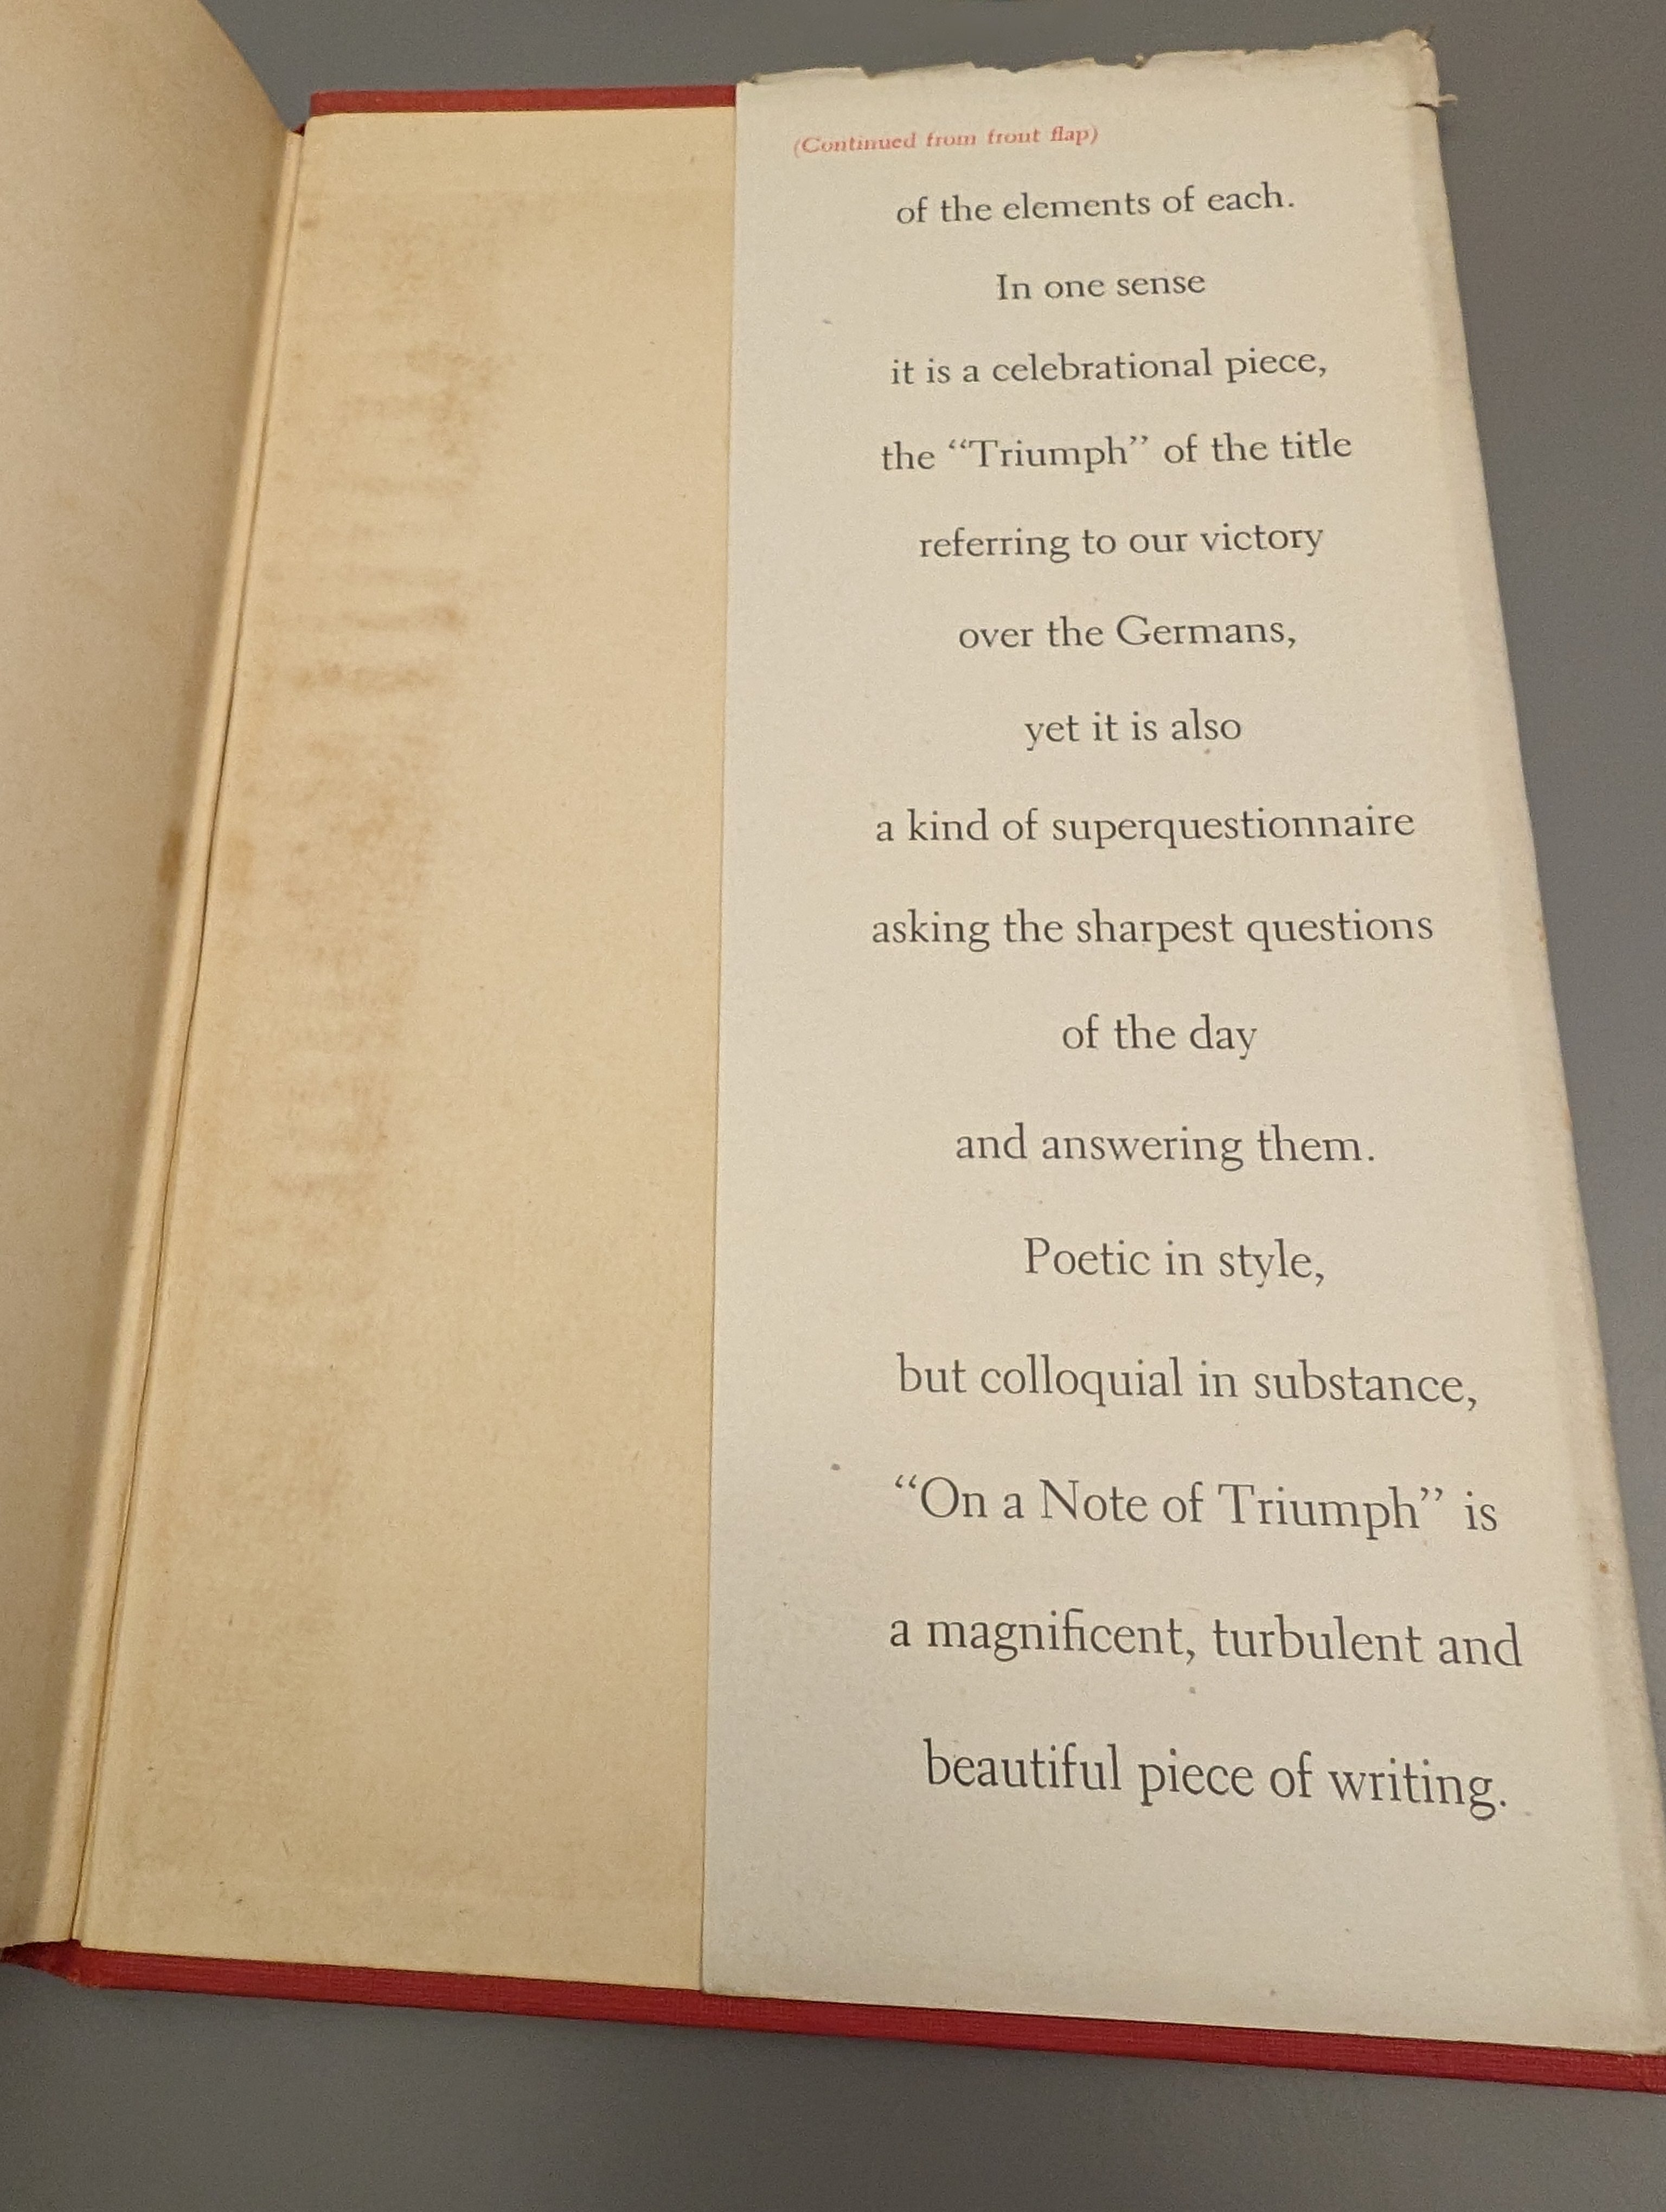 (Continued from front flap)
of the elements of each.
In one sense
it is a celebrational piece,
the “Triumph” of the title
referring to our victory
over the Germans,
yet it is also
a kind of superquestionnaire
asking the sharpest questions
of the day
and answering them.
Poetic in style,
but colloquial in substance,
“On a Note of Triumph” is
a magnificent, turbulent and
beautiful piece of writing.